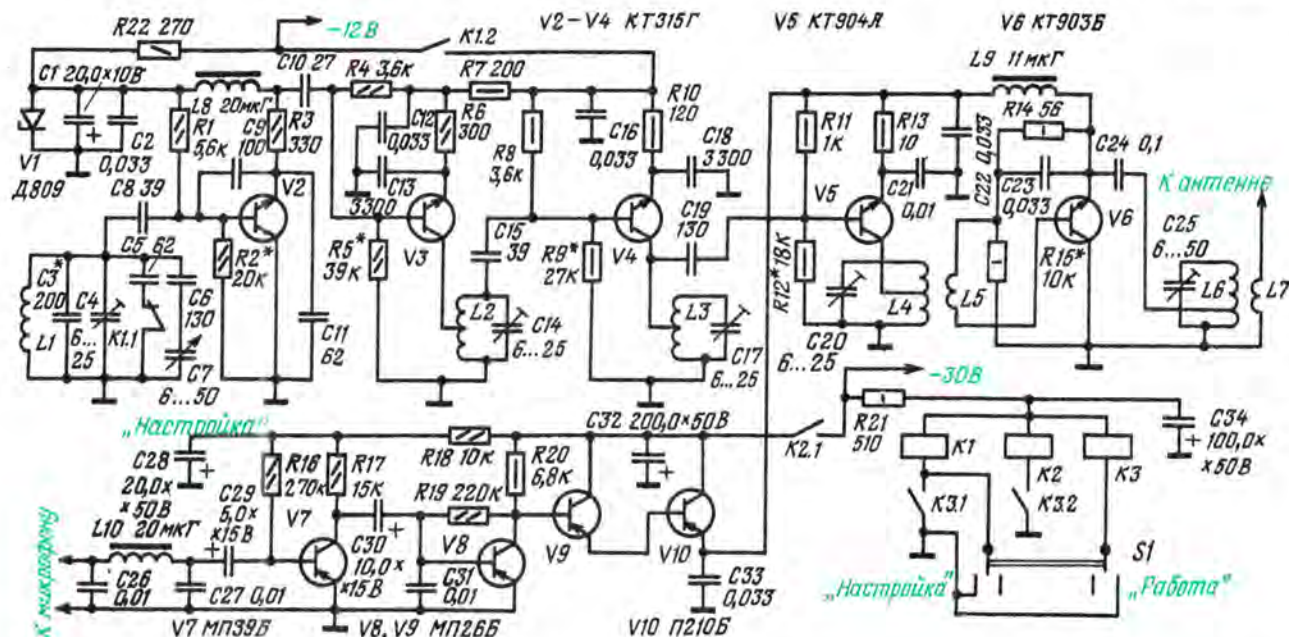 R22 270
-12В
V2-V4 КТ315Г
V5 КТ904А
V6 КТ903Б
K1.2
C1 20,0×10В
C10 27
R4 3,6к
R7 200
L9 11мкГ
L8 20мкГ
R10
120
R14 56
C2
0,033
R1
5,6к
C9
100
R3
330
C12
0,033
R6
300
C16
0,033
C18
3300
R11
1к
R13
10
C22 0,033
C24 0,1
V1
Д809
C8 39
V2
C13
3300
R8
3,6к
C21
0,01
C23
0,033
К антенне
V5
V6
C5 62
R2*
20к
R5*
39к
V3
C15
39
R9*
27к
V4
C19
130
R12* 18к
R15*
10к
C25
6...50
C3*
200
C4
6...
25
K1.1
C6
130
L1
C11
62
L2
C14
6...25
L3
C17
6...25
C20
6...25
L4
L5
L6
L7
C7
6...50
„Настройка"
C32 200,0×50В
-30В
K2.1
R21
510
C34
100,0×
×50В
C28
20,0×
×50В
R16
270к
R17
15к
R18 10к
R20
6,8к
R19 220к
K1
K2
K3
C29
5,0×
×15В
V7
K3.1
K3.2
К микрофону
L10 20мкГ
C30
10,0×
×15В
V8
V9
V10
S1
C26
0,01
C27 0,01
C31
0,01
C33
0,033
„Настройка"
„Работа"
V7 МП39Б
V8, V9 МП26Б
V10 П210Б